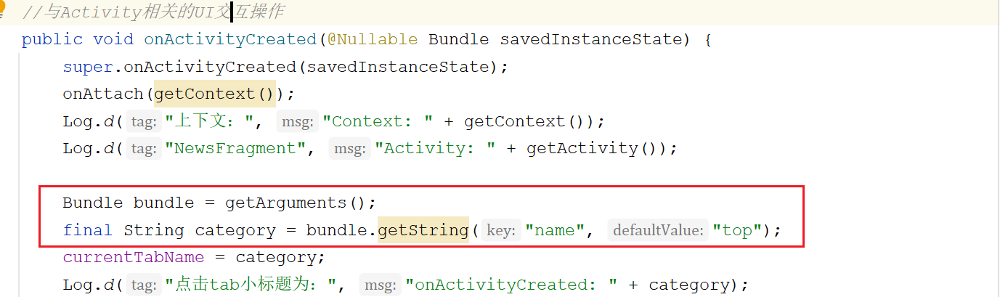 //与Activity相关的UI交互操作
public void onActivityCreated(@Nullable Bundle savedInstanceState) {
super.onActivityCreated(savedInstanceState);
onAttach(getContext());
Log.d( tag: "上下文：", msg: "Context: " + getContext());
Log.d( tag: "NewsFragment", msg: "Activity: " + getActivity());
Bundle bundle = getArguments();
final String category = bundle.getString( key: "name", defaultValue: "top");
currentTabName = category;
Log.d( tag: "点击tab小标题为：", msg: "onActivityCreated: " + category);